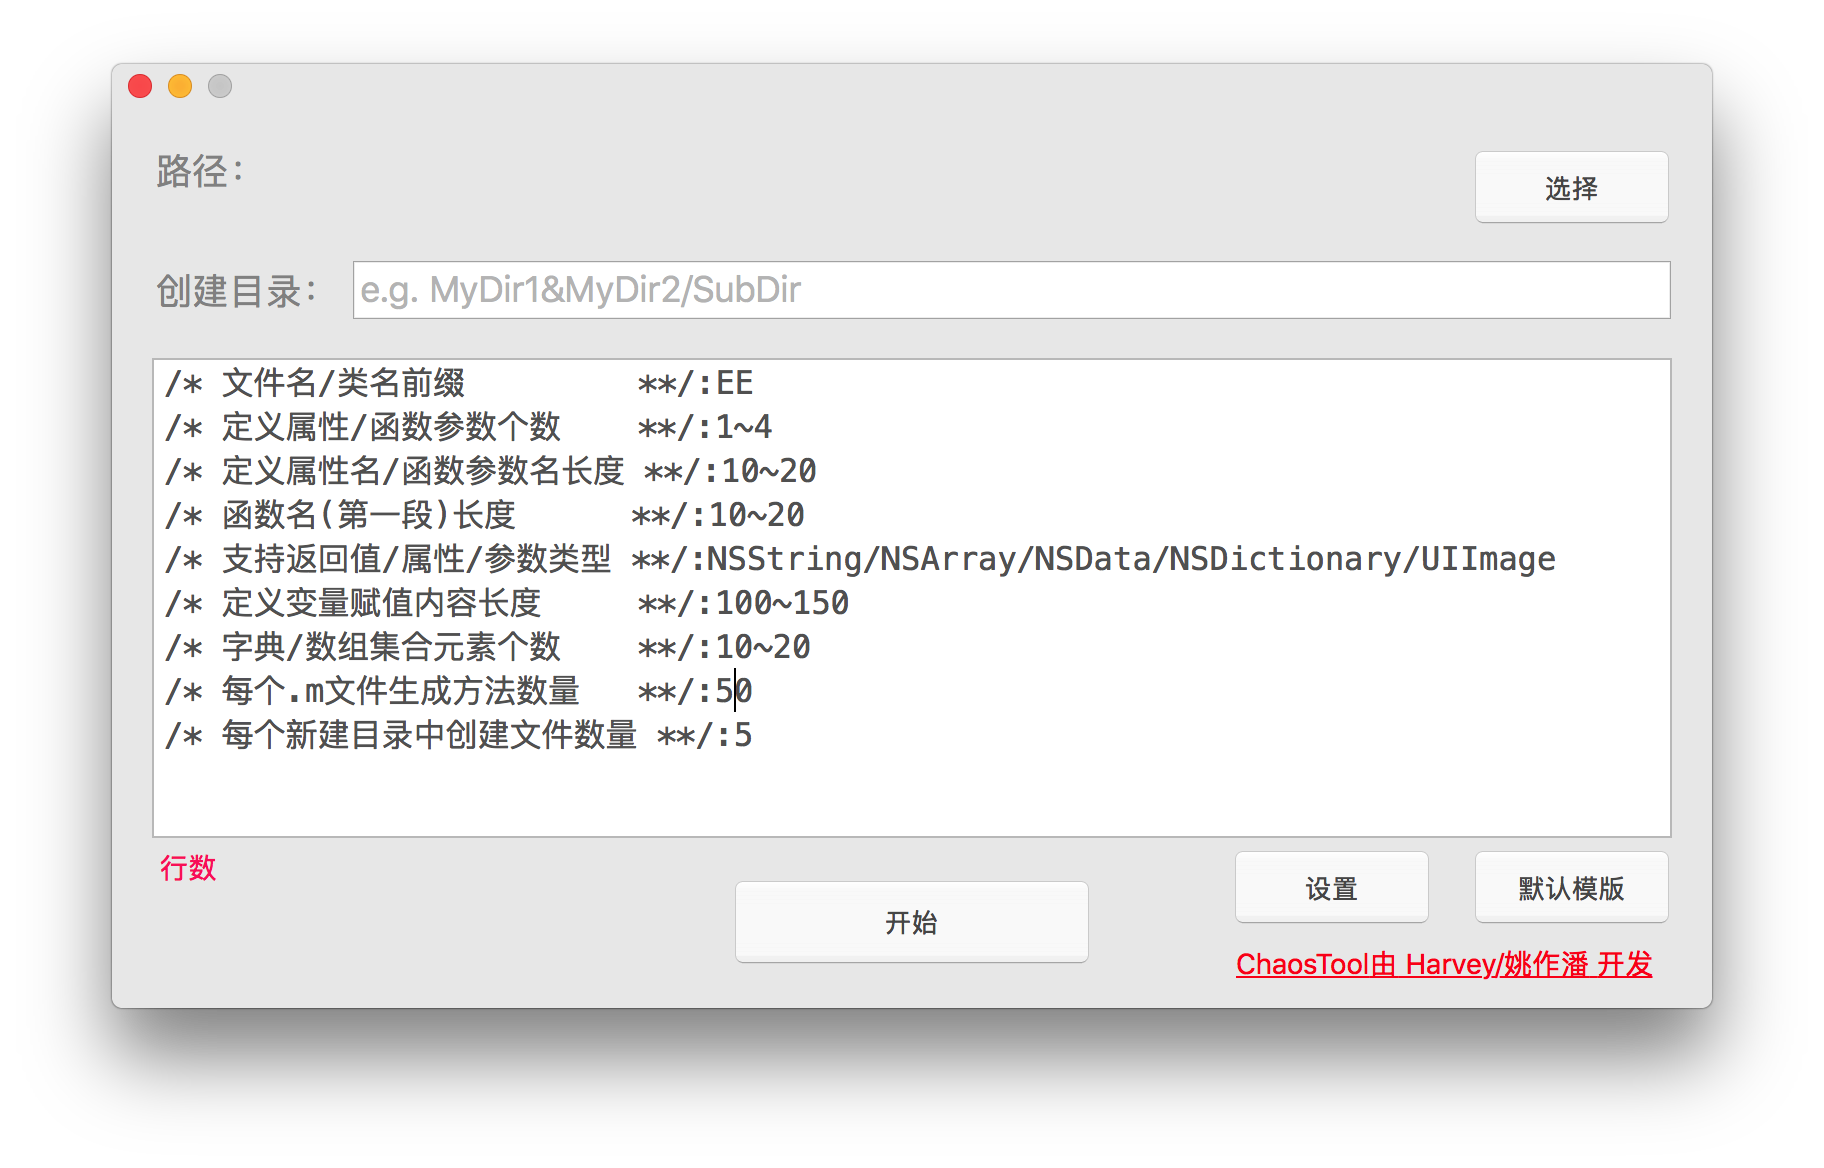 路径：
选择
创建目录： e.g. MyDir1&MyDir2/SubDir
/* 文件名/类名前缀         **/:EE
/* 定义属性/函数参数个数    **/:1~4
/* 定义属性名/函数参数名长度 **/:10~20
/* 函数名(第一段)长度      **/:10~20
/* 支持返回值/属性/参数类型 **/:NSString/NSArray/NSData/NSDictionary/UIImage
/* 定义变量赋值内容长度     **/:100~150
/* 字典/数组集合元素个数    **/:10~20
/* 每个.m文件生成方法数量   **/:50
/* 每个新建目录中创建文件数量 **/:5
行数
开始
设置
默认模版
ChaosTool由 Harvey/姚作潘 开发